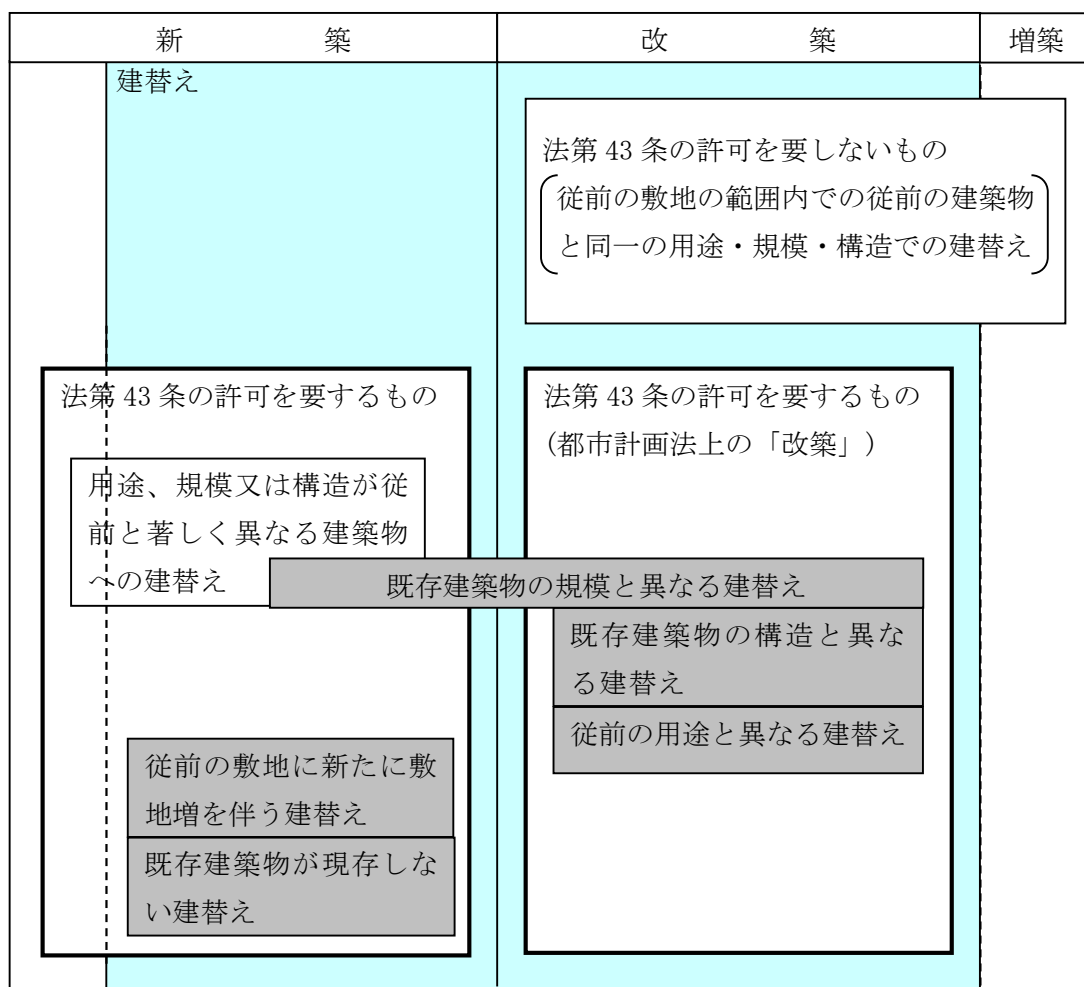 新築 改築 増築
建替え
法第 43 条の許可を要しないもの
従前の敷地の範囲内での従前の建築物
と同一の用途・規模・構造での建替え
法第 43 条の許可を要するもの
用途、規模又は構造が従
前と著しく異なる建築物
への建替え
法第 43 条の許可を要するもの
(都市計画法上の「改築」)
既存建築物の規模と異なる建替え
既存建築物の構造と異な
る建替え
従前の用途と異なる建替え
従前の敷地に新たに敷
地増を伴う建替え
既存建築物が現存しな
い建替え